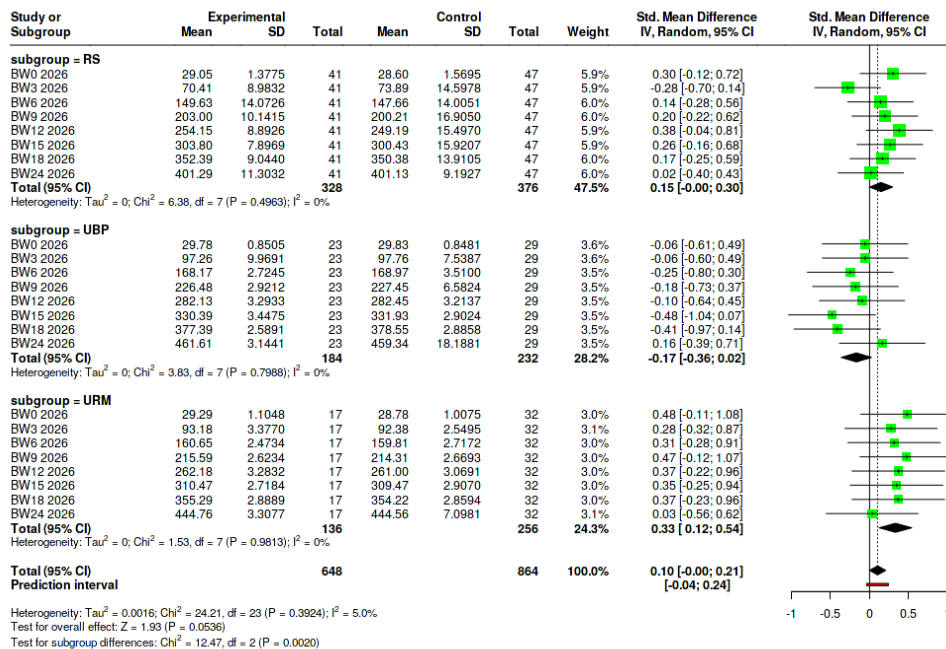 Study or Experimental Control Std. Mean Difference Std. Mean Difference
Subgroup Mean SD Total Mean SD Total Weight IV, Random, 95% CI IV, Random, 95% CI
subgroup = RS
BW0 2026 29.05 1.3775 41 28.60 1.5695 47 5.9% 0.30 [-0.12; 0.72]
BW3 2026 70.41 8.9832 41 73.89 14.5978 47 5.9% -0.28 [-0.70; 0.14]
BW6 2026 149.63 14.0726 41 147.66 14.0051 47 6.0% 0.14 [-0.28; 0.56]
BW9 2026 203.00 10.1415 41 200.21 16.9050 47 6.0% 0.20 [-0.22; 0.62]
BW12 2026 254.15 8.8926 41 249.19 15.4970 47 5.9% 0.38 [-0.04; 0.81]
BW15 2026 303.80 7.8969 41 300.43 15.9207 47 5.9% 0.26 [-0.16; 0.68]
BW18 2026 352.39 9.0440 41 350.38 13.9105 47 6.0% 0.17 [-0.25; 0.59]
BW24 2026 401.29 11.3032 41 401.13 9.1927 47 6.0% 0.02 [-0.40; 0.43]
Total (95% CI) 328 376 47.5% 0.15 [-0.00; 0.30]
Heterogeneity: Tau² = 0; Chi² = 6.38, df = 7 (P = 0.4963); I² = 0%
subgroup = UBP
BW0 2026 29.78 0.8505 23 29.83 0.8481 29 3.6% -0.06 [-0.61; 0.49]
BW3 2026 97.26 9.9691 23 97.76 7.5387 29 3.6% -0.06 [-0.60; 0.49]
BW6 2026 168.17 2.7245 23 168.97 3.5100 29 3.5% -0.25 [-0.80; 0.30]
BW9 2026 226.48 2.9212 23 227.45 6.5824 29 3.5% -0.18 [-0.73; 0.37]
BW12 2026 282.13 3.2933 23 282.45 3.2137 29 3.5% -0.10 [-0.64; 0.45]
BW15 2026 330.39 3.4475 23 331.93 2.9024 29 3.5% -0.48 [-1.04; 0.07]
BW18 2026 377.39 2.5891 23 378.55 2.8858 29 3.5% -0.41 [-0.97; 0.14]
BW24 2026 461.61 3.1441 23 459.34 18.1881 29 3.5% 0.16 [-0.39; 0.71]
Total (95% CI) 184 232 28.2% -0.17 [-0.36; 0.02]
Heterogeneity: Tau² = 0; Chi² = 3.83, df = 7 (P = 0.7988); I² = 0%
subgroup = URM
BW0 2026 29.29 1.1048 17 28.78 1.0075 32 3.0% 0.48 [-0.11; 1.08]
BW3 2026 93.18 3.3770 17 92.38 2.5495 32 3.1% 0.28 [-0.32; 0.87]
BW6 2026 160.65 2.4734 17 159.81 2.7172 32 3.0% 0.31 [-0.28; 0.91]
BW9 2026 215.59 2.6234 17 214.31 2.6693 32 3.0% 0.47 [-0.12; 1.07]
BW12 2026 262.18 3.2832 17 261.00 3.0691 32 3.0% 0.37 [-0.22; 0.96]
BW15 2026 310.47 2.7184 17 309.47 2.9070 32 3.0% 0.35 [-0.25; 0.94]
BW18 2026 355.29 2.8889 17 354.22 2.8594 32 3.0% 0.37 [-0.23; 0.96]
BW24 2026 444.76 3.3077 17 444.56 7.0981 32 3.1% 0.03 [-0.56; 0.62]
Total (95% CI) 136 256 24.3% 0.33 [0.12; 0.54]
Heterogeneity: Tau² = 0; Chi² = 1.53, df = 7 (P = 0.9813); I² = 0%
Total (95% CI) 648 864 100.0% 0.10 [-0.00; 0.21]
Prediction interval [-0.04; 0.24]
Heterogeneity: Tau² = 0.0016; Chi² = 24.21, df = 23 (P = 0.3924); I² = 5.0%
-1 -0.5 0 0.5 1
Test for overall effect: Z = 1.93 (P = 0.0536)
Test for subgroup differences: Chi² = 12.47, df = 2 (P = 0.0020)